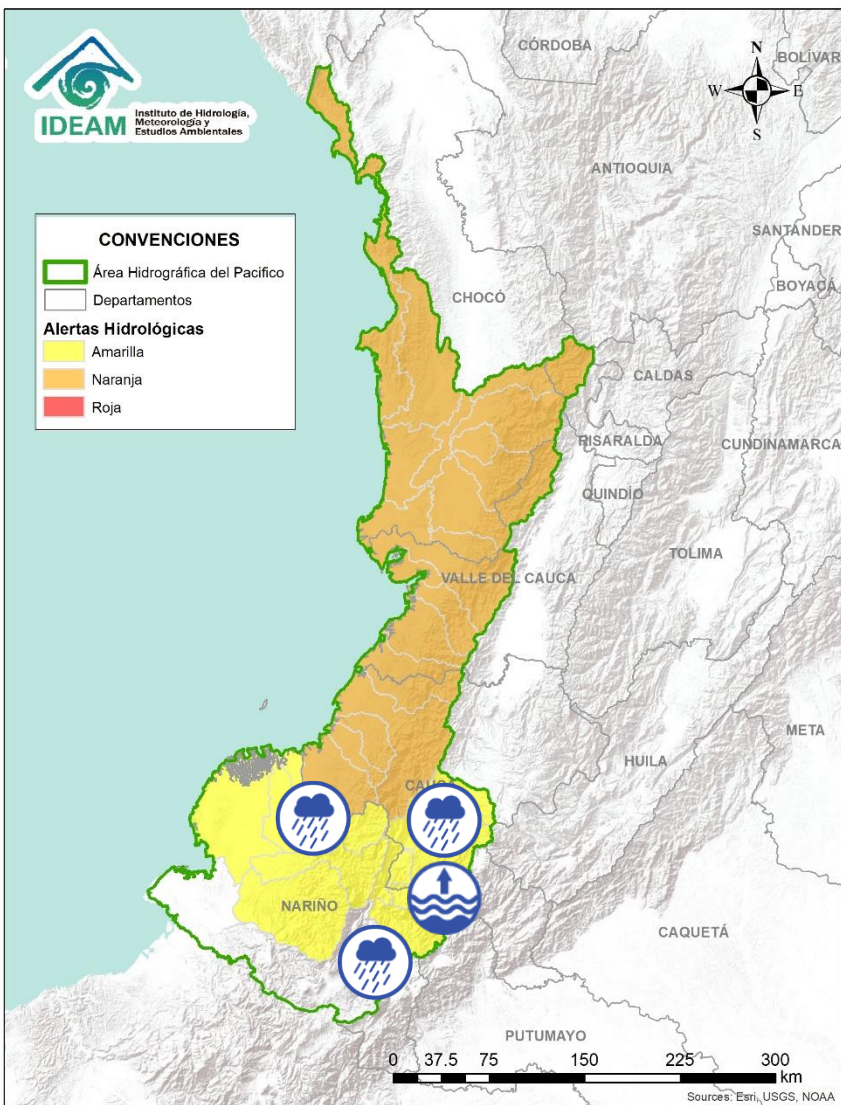 IDEAM
Instituto de Hidrología,
Meteorología y
Estudios Ambientales
N
W E
S
CÓRDOBA
BOLÍVAR
ANTIOQUIA
SANTANDER
BOYACÁ
CONVENCIONES
Área Hidrográfica del Pacifico
Departamentos
Alertas Hidrológicas
Amarilla
Naranja
Roja
CHOCÓ
CALDAS
RISARALDA
CUNDINAMARCA
QUINDÍO
TOLIMA
VALLE DEL CAUCA
META
HUILA
CAUCA
NARIÑO
CAQUETÁ
PUTUMAYO
0 37.5 75 150 225 300
km
Sources: Esri, USGS, NOAA